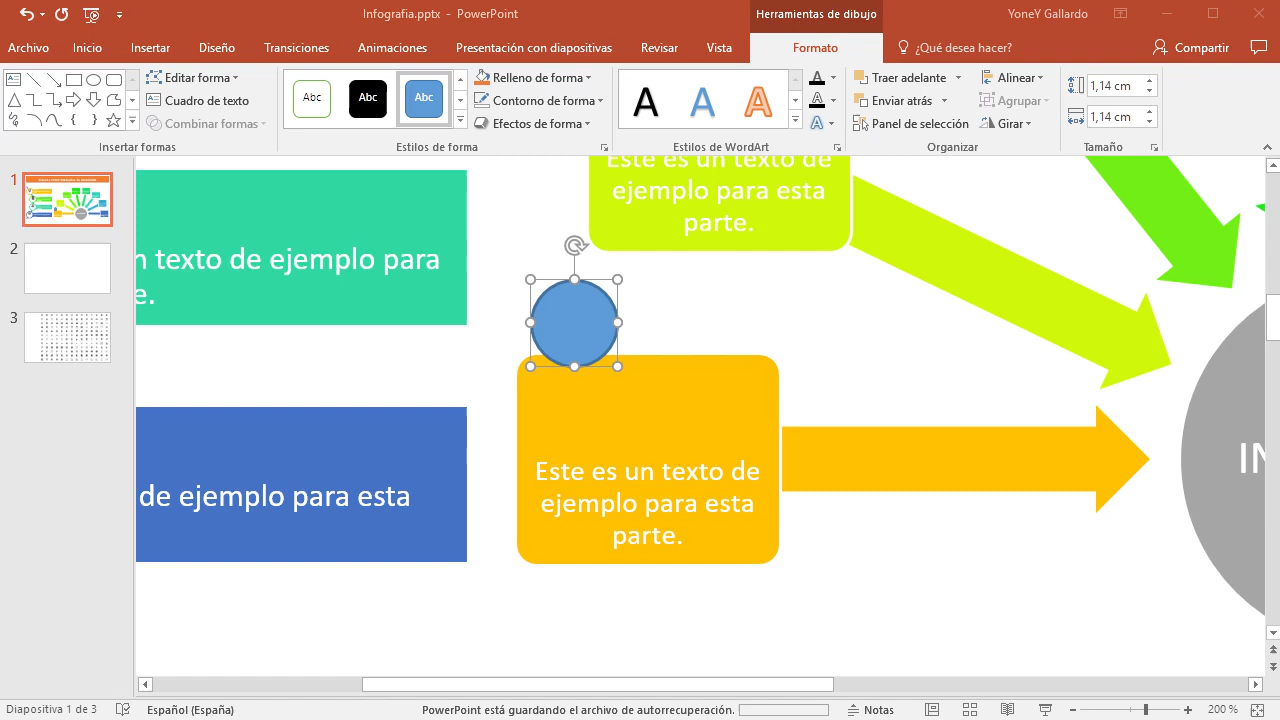 Infografia.pptx - PowerPoint
Herramientas de dibujo
YoneY Gallardo
Archivo Inicio Insertar Diseño Transiciones Animaciones Presentación con diapositivas Revisar Vista Formato ¿Qué desea hacer? Compartir
Editar forma
Cuadro de texto
Combinar formas
Insertar formas
Abc Abc Abc
Relleno de forma
Contorno de forma
Efectos de forma
Estilos de forma
A A A
A
A
A
Estilos de WordArt
Traer adelante
Enviar atrás
Panel de selección
Alinear
Agrupar
Girar
Organizar
1,14 cm
1,14 cm
Tamaño
1
2
3
n texto de ejemplo para
e.
de ejemplo para esta
Este es un texto de
ejemplo para esta
parte.
Este es un texto de
ejemplo para esta
parte.
IN
Diapositiva 1 de 3 Español (España) PowerPoint está guardando el archivo de autorrecuperación. Notas 200 %